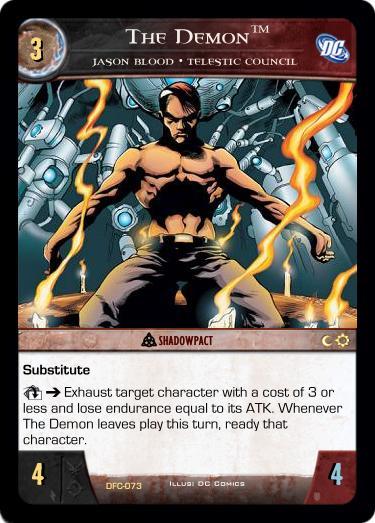 3
THE DEMON™
DC
JASON BLOOD • TELESTIC COUNCIL
SHADOWPACT
Substitute
➔ Exhaust target character with a cost of 3 or
less and lose endurance equal to its ATK. Whenever
The Demon leaves play this turn, ready that
character.
4
DFC-073
ILLUS: DC COMICS
4